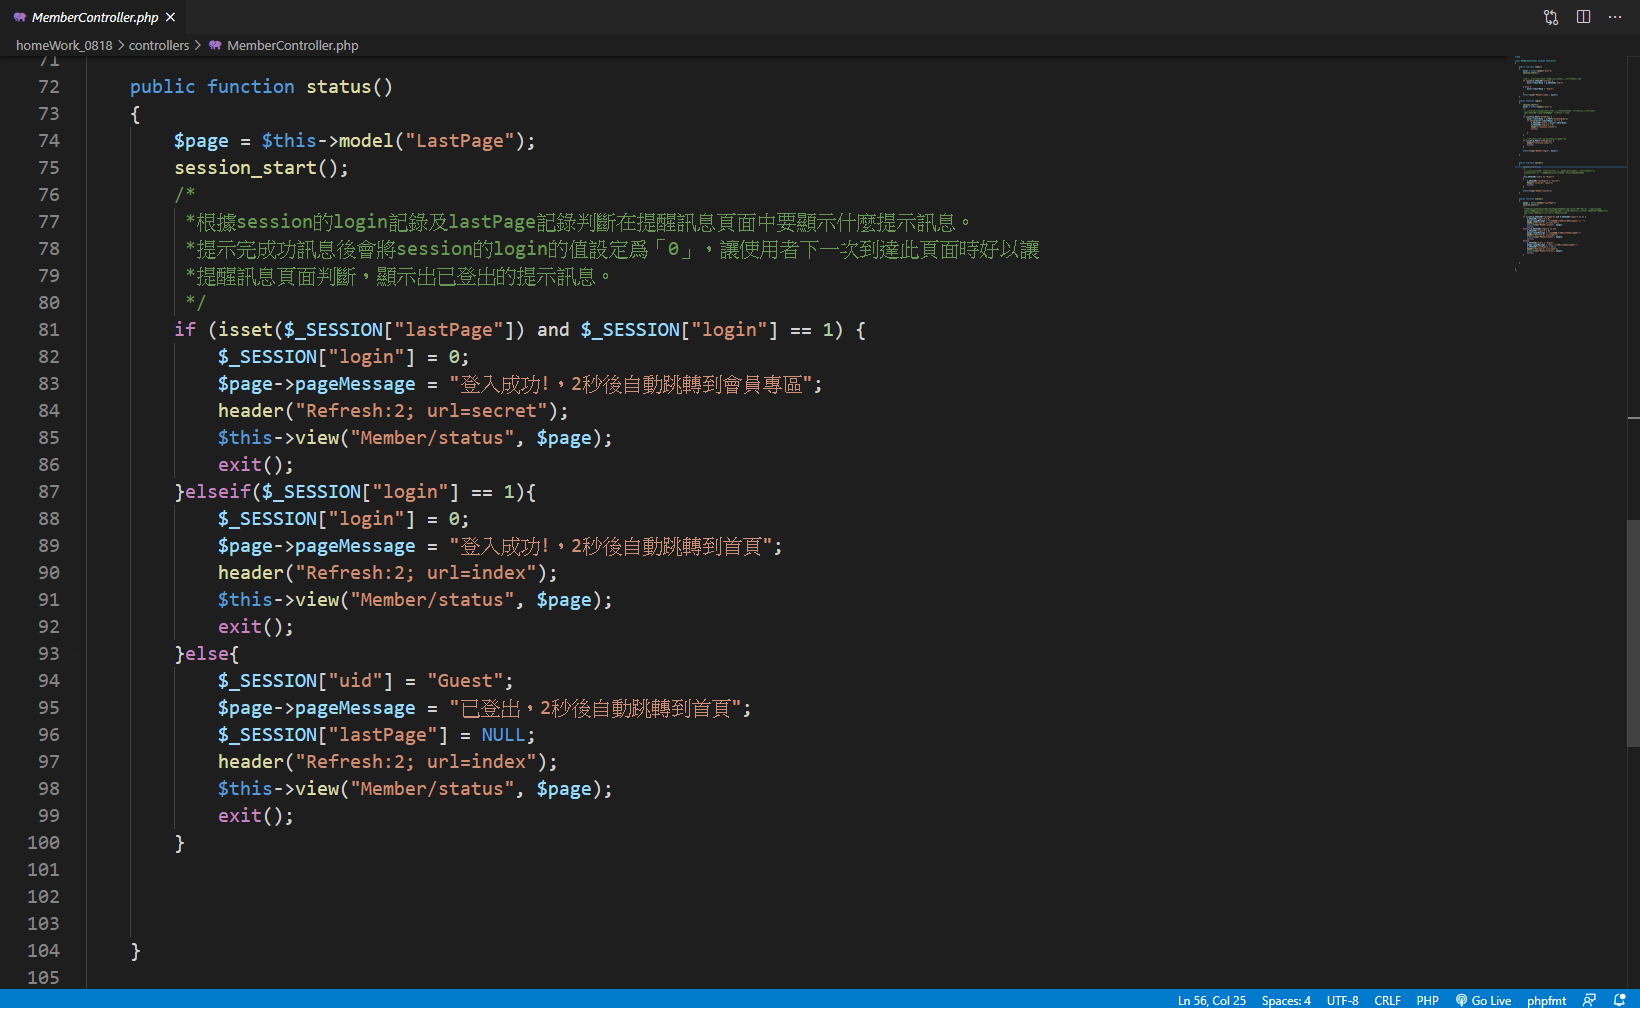 MemberController.php
homeWork_0818 > controllers > MemberController.php
71
72 public function status()
73 {
74 $page = $this->model("LastPage");
75 session_start();
76 /*
77 *根據session的login記錄及lastPage記錄判斷在提醒訊息頁面中要顯示什麼提示訊息。
78 *提示完成功訊息後會將session的login的值設定爲「0」，讓使用者下一次到達此頁面時好以讓
79 *提醒訊息頁面判斷，顯示出已登出的提示訊息。
80 */
81 if (isset($_SESSION["lastPage"]) and $_SESSION["login"] == 1) {
82 $_SESSION["login"] = 0;
83 $page->pageMessage = "登入成功!，2秒後自動跳轉到會員專區";
84 header("Refresh:2; url=secret");
85 $this->view("Member/status", $page);
86 exit();
87 }elseif($_SESSION["login"] == 1){
88 $_SESSION["login"] = 0;
89 $page->pageMessage = "登入成功!，2秒後自動跳轉到首頁";
90 header("Refresh:2; url=index");
91 $this->view("Member/status", $page);
92 exit();
93 }else{
94 $_SESSION["uid"] = "Guest";
95 $page->pageMessage = "已登出，2秒後自動跳轉到首頁";
96 $_SESSION["lastPage"] = NULL;
97 header("Refresh:2; url=index");
98 $this->view("Member/status", $page);
99 exit();
100 }
101
102
103
104 }
105
Ln 56, Col 25 Spaces: 4 UTF-8 CRLF PHP Go Live phpfmt